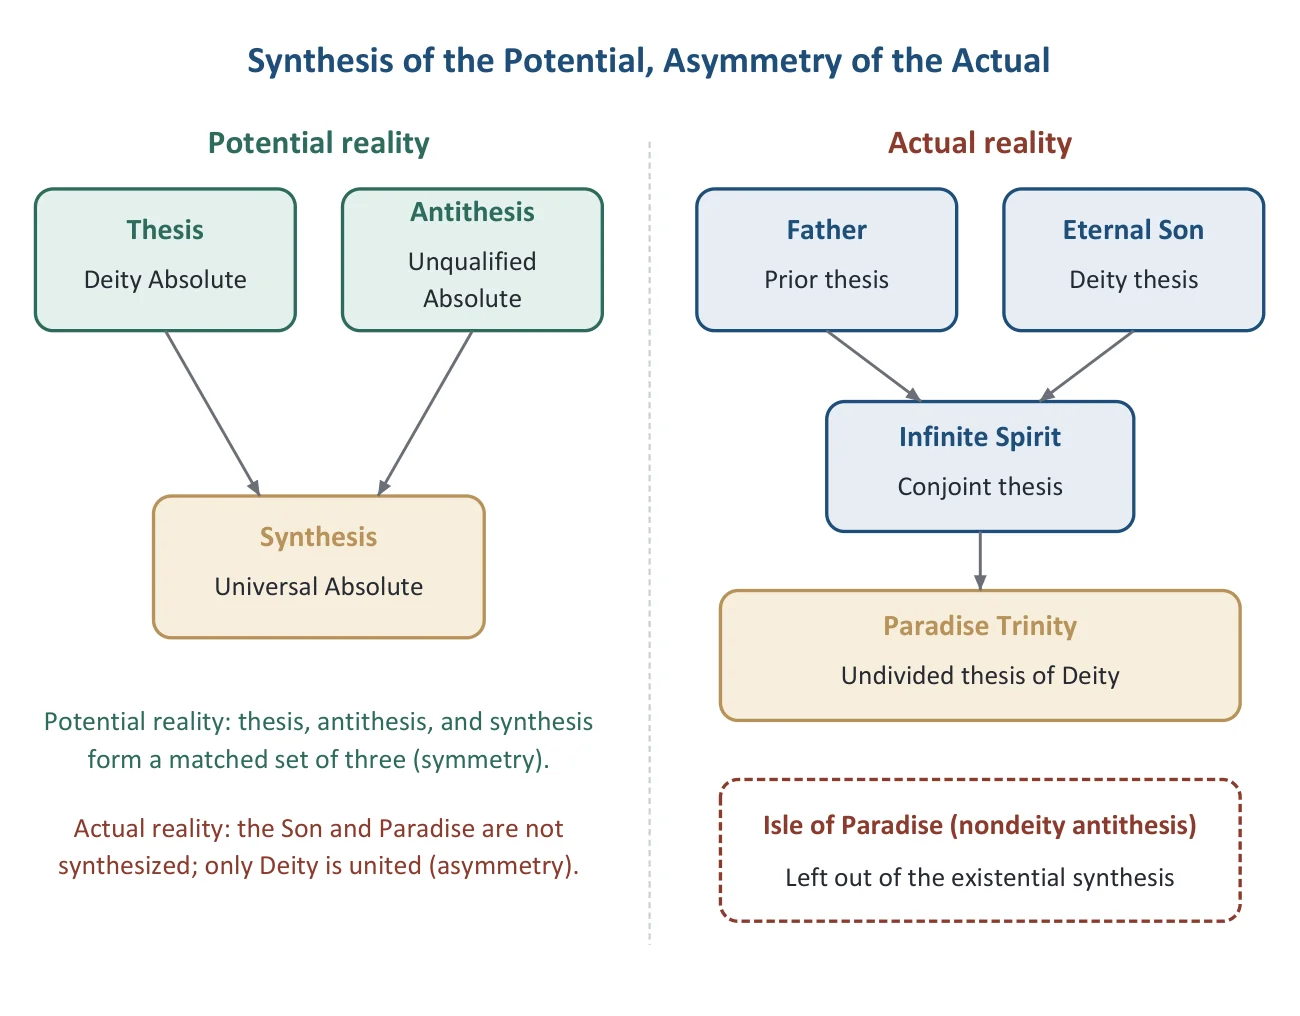 Synthesis of the Potential, Asymmetry of the Actual
Potential reality
Thesis
Deity Absolute
Antithesis
Unqualified
Absolute
Synthesis
Universal Absolute
Potential reality: thesis, antithesis, and synthesis
form a matched set of three (symmetry).
Actual reality: the Son and Paradise are not
synthesized; only Deity is united (asymmetry).
Actual reality
Father
Prior thesis
Eternal Son
Deity thesis
Infinite Spirit
Conjoint thesis
Paradise Trinity
Undivided thesis of Deity
Isle of Paradise (nondeity antithesis)
Left out of the existential synthesis